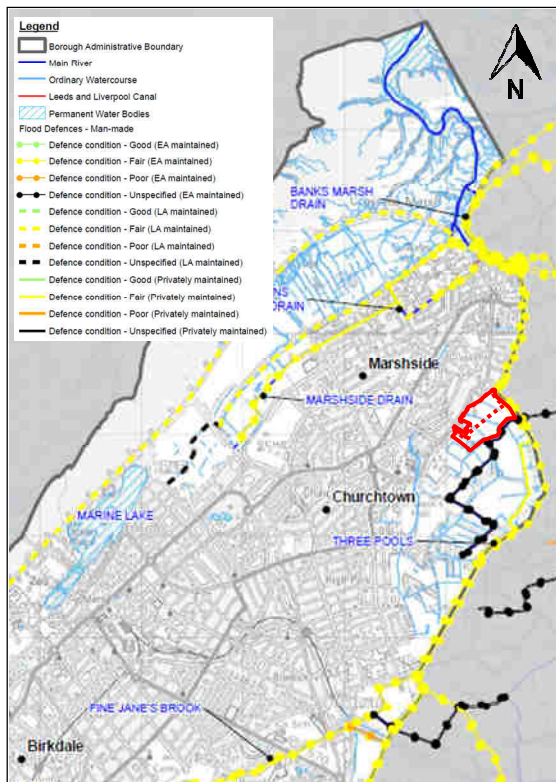 Legend
Borough Administrative Boundary
Main River
Ordinary Watercourse
Leeds and Liverpool Canal
Permanent Water Bodies
Flood Defences - Man-made
Defence condition - Good (EA maintained)
Defence condition - Fair (EA maintained)
Defence condition - Poor (EA maintained)
Defence condition - Unspecified (EA maintained)
Defence condition - Good (LA maintained)
Defence condition - Fair (LA maintained)
Defence condition - Poor (LA maintained)
Defence condition - Unspecified (LA maintained)
Defence condition - Good (Privately maintained)
Defence condition - Fair (Privately maintained)
Defence condition - Poor (Privately maintained)
Defence condition - Unspecified (Privately maintained)
N
BANKS MARSH
DRAIN
NS
DRAIN
Marshside
MARSHSIDE DRAIN
MARINE LAKE
Churchtown
THREE POOLS
FINE JANE'S BROOK
Birkdale